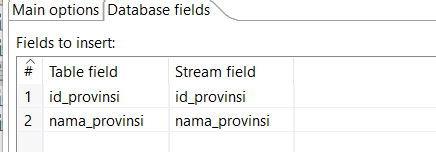 Main options Database fields
Fields to insert:
# Table field Stream field
1 id_provinsi id_provinsi
2 nama_provinsi nama_provinsi